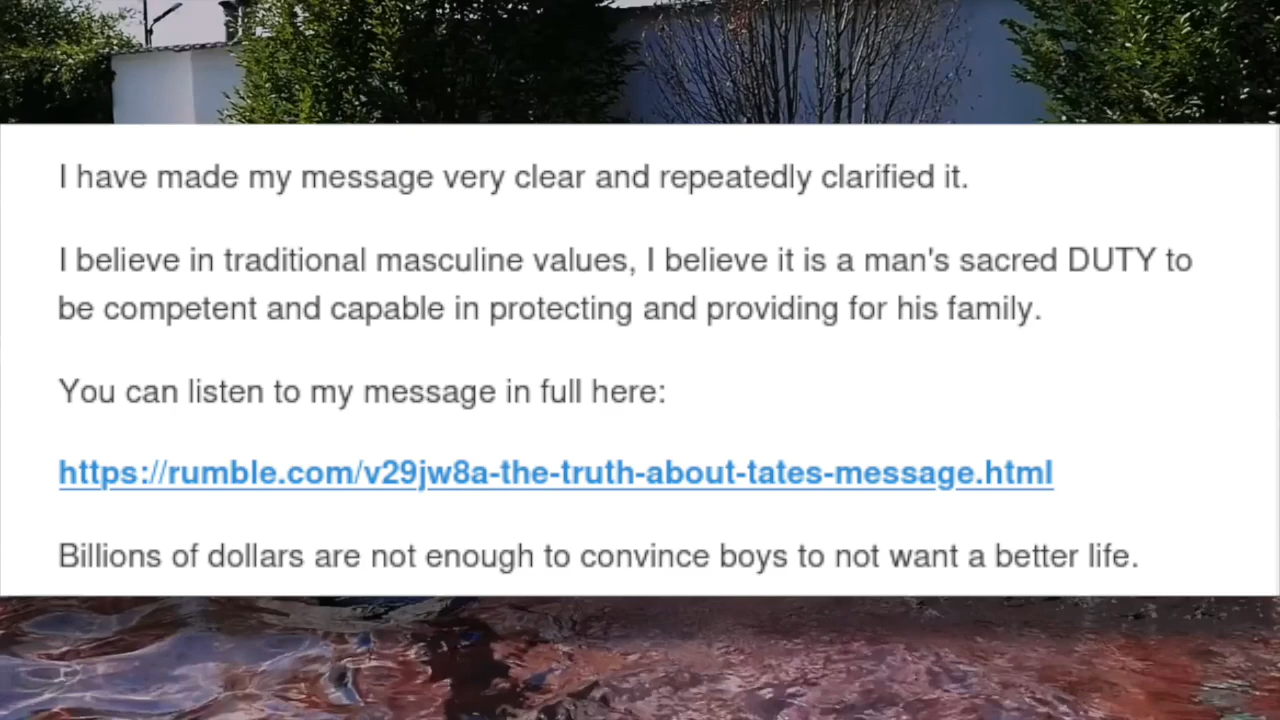 I have made my message very clear and repeatedly clarified it.
I believe in traditional masculine values, I believe it is a man's sacred DUTY to
be competent and capable in protecting and providing for his family.
You can listen to my message in full here:
https://rumble.com/v29jw8a-the-truth-about-tates-message.html
Billions of dollars are not enough to convince boys to not want a better life.